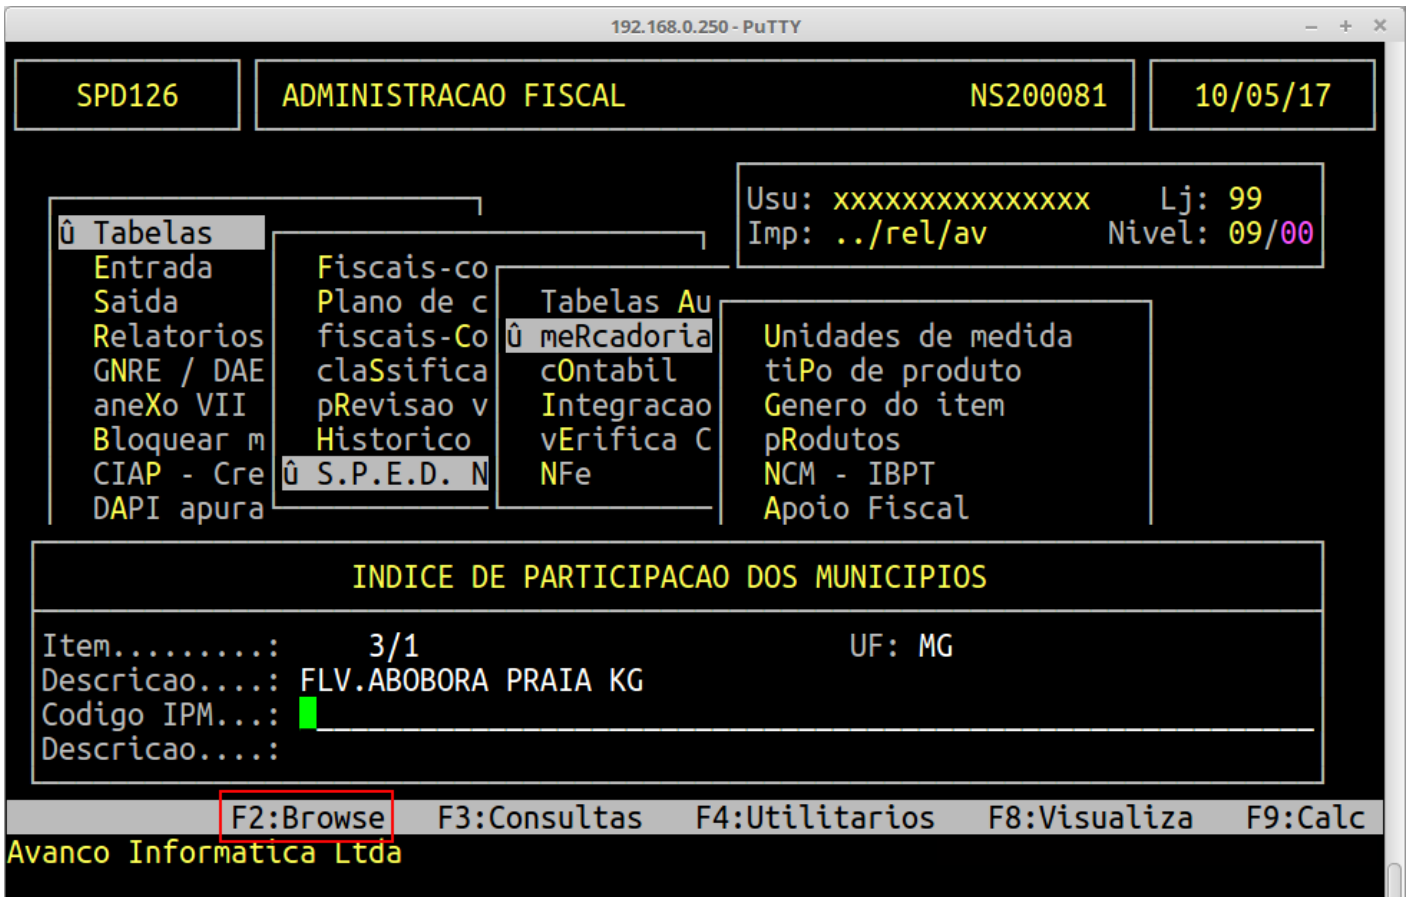 192.168.0.250 - PuTTY
SPD126 ADMINISTRACAO FISCAL NS200081 10/05/17
Usu: xxxxxxxxxxxxxxx Lj: 99
Imp: ../rel/av Nivel: 09/00
û Tabelas
Entrada
Saida
Relatorios
GNRE / DAE
aneXo VII
Bloquear m
CIAP - Cre
DAPI apura
Fiscais-co
Plano de c
fiscais-Co
claSsifica
pRevisao v
Historico
û S.P.E.D. N
Tabelas Au
û meRcadoria
cOntabil
Integracao
vErifica C
NFe
Unidades de medida
tiPo de produto
Genero do item
pRodutos
NCM - IBPT
Apoio Fiscal
INDICE DE PARTICIPACAO DOS MUNICIPIOS
Item.........: 3/1 UF: MG
Descricao....: FLV.ABOBORA PRAIA KG
Codigo IPM...:
Descricao....:
F2:Browse F3:Consultas F4:Utilitarios F8:Visualiza F9:Calc
Avanco Informatica Ltda